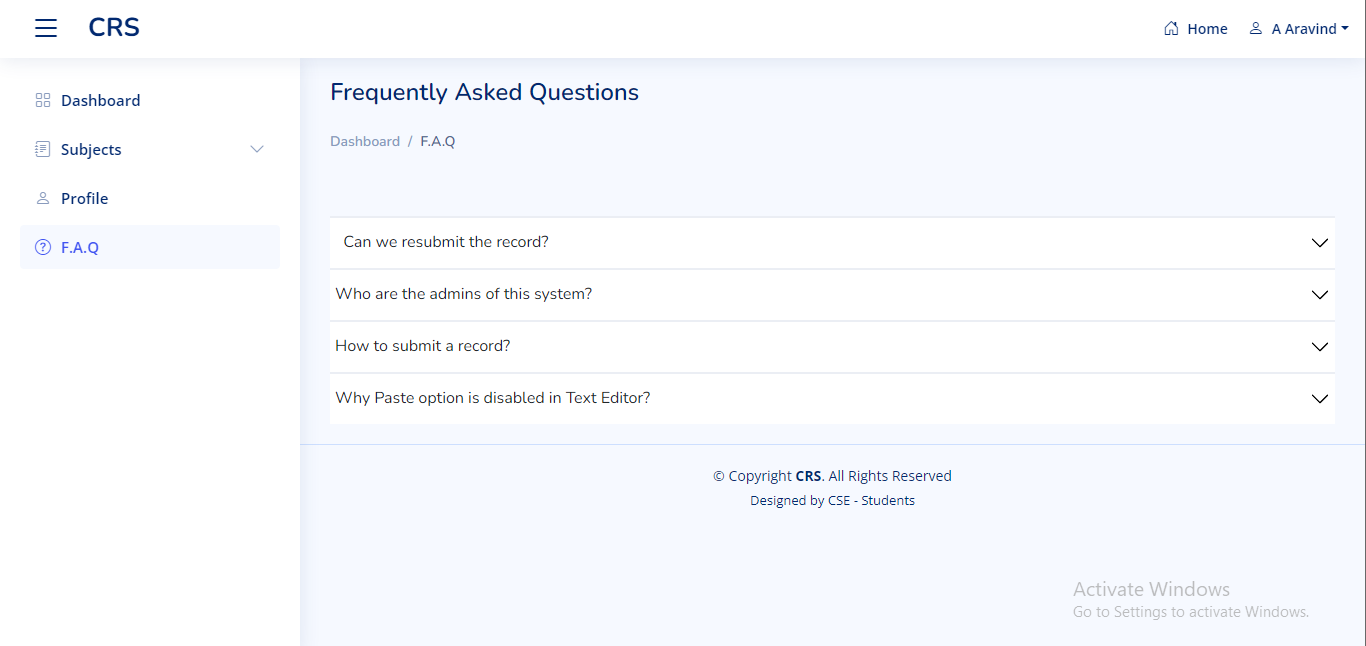 CRS
Home
A Aravind
Dashboard
Subjects
Profile
F.A.Q
Frequently Asked Questions
Dashboard / F.A.Q
Can we resubmit the record?
Who are the admins of this system?
How to submit a record?
Why Paste option is disabled in Text Editor?
© Copyright CRS. All Rights Reserved
Designed by CSE - Students
Activate Windows
Go to Settings to activate Windows.